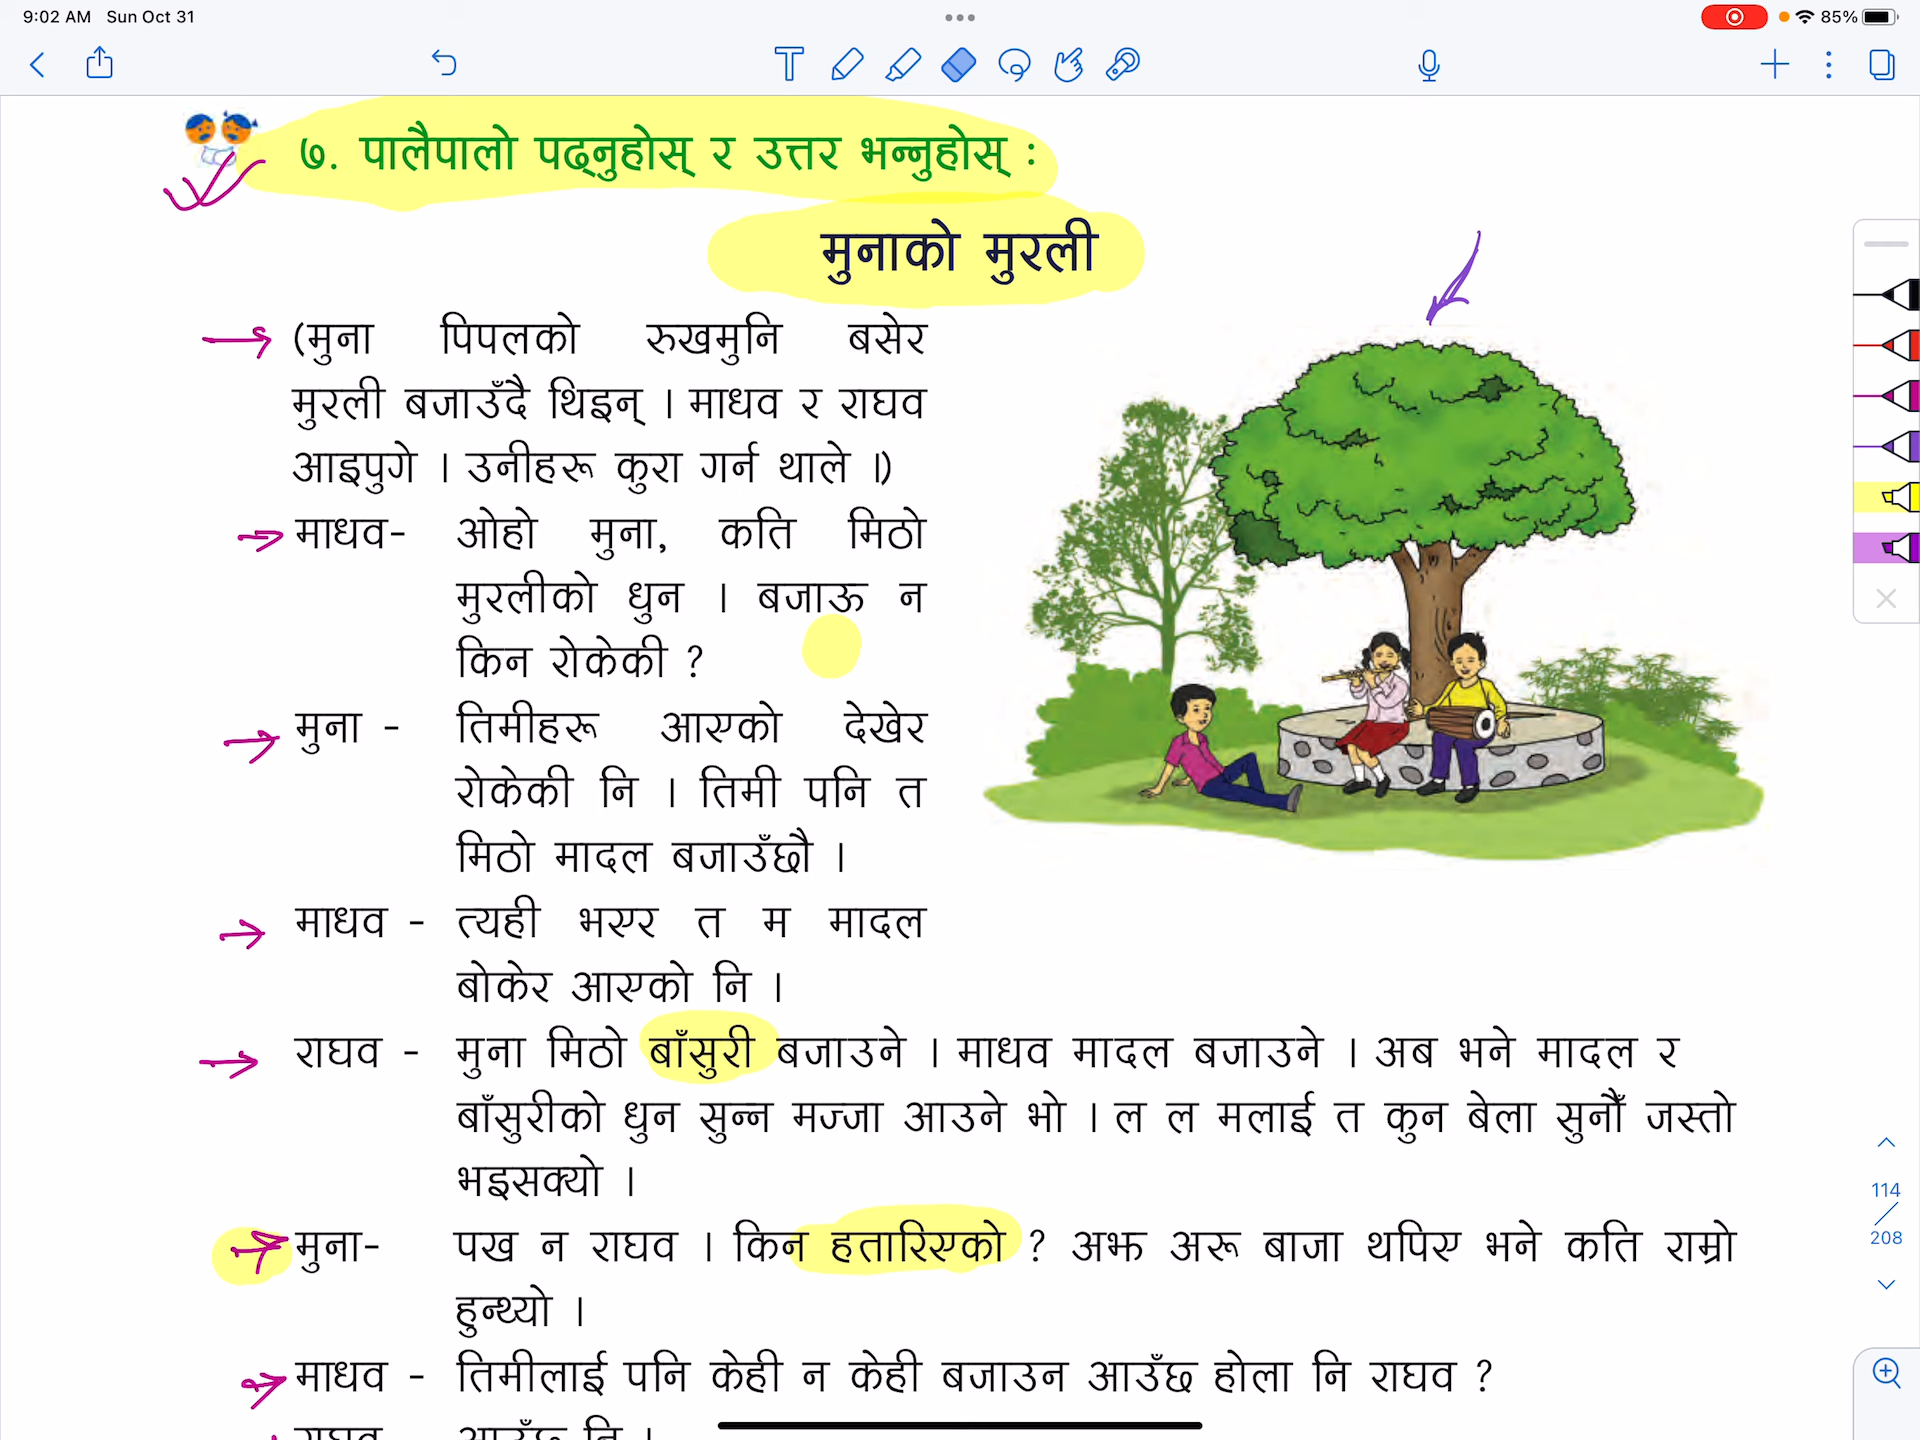 9:02 AM Sun Oct 31
85%
७. पालैपालो पढ्नुहोस् र उत्तर भन्नुहोस् :
मुनाको मुरली
(मुना पिपलको रुखमुनि बसेर
मुरली बजाउँदै थिइन् । माधव र राघव
आइपुगे । उनीहरू कुरा गर्न थाले ।)
माधव- ओहो मुना, कति मिठो
मुरलीको धुन । बजाऊ न
किन रोकेकी ?
मुना - तिमीहरू आएको देखेर
रोकेकी नि । तिमी पनि त
मिठो मादल बजाउँछौ ।
माधव - त्यही भएर त म मादल
बोकेर आएको नि ।
राघव - मुना मिठो बाँसुरी बजाउने । माधव मादल बजाउने । अब भने मादल र
बाँसुरीको धुन सुन्न मज्जा आउने भो । ल ल मलाई त कुन बेला सुनौँ जस्तो
भइसक्यो ।
मुना- पख न राघव । किन हतारिएको ? अझ अरू बाजा थपिए भने कति राम्रो
हुन्थ्यो ।
माधव - तिमीलाई पनि केही न केही बजाउन आउँछ होला नि राघव ?
राघव आउँछ नि ।
114
208